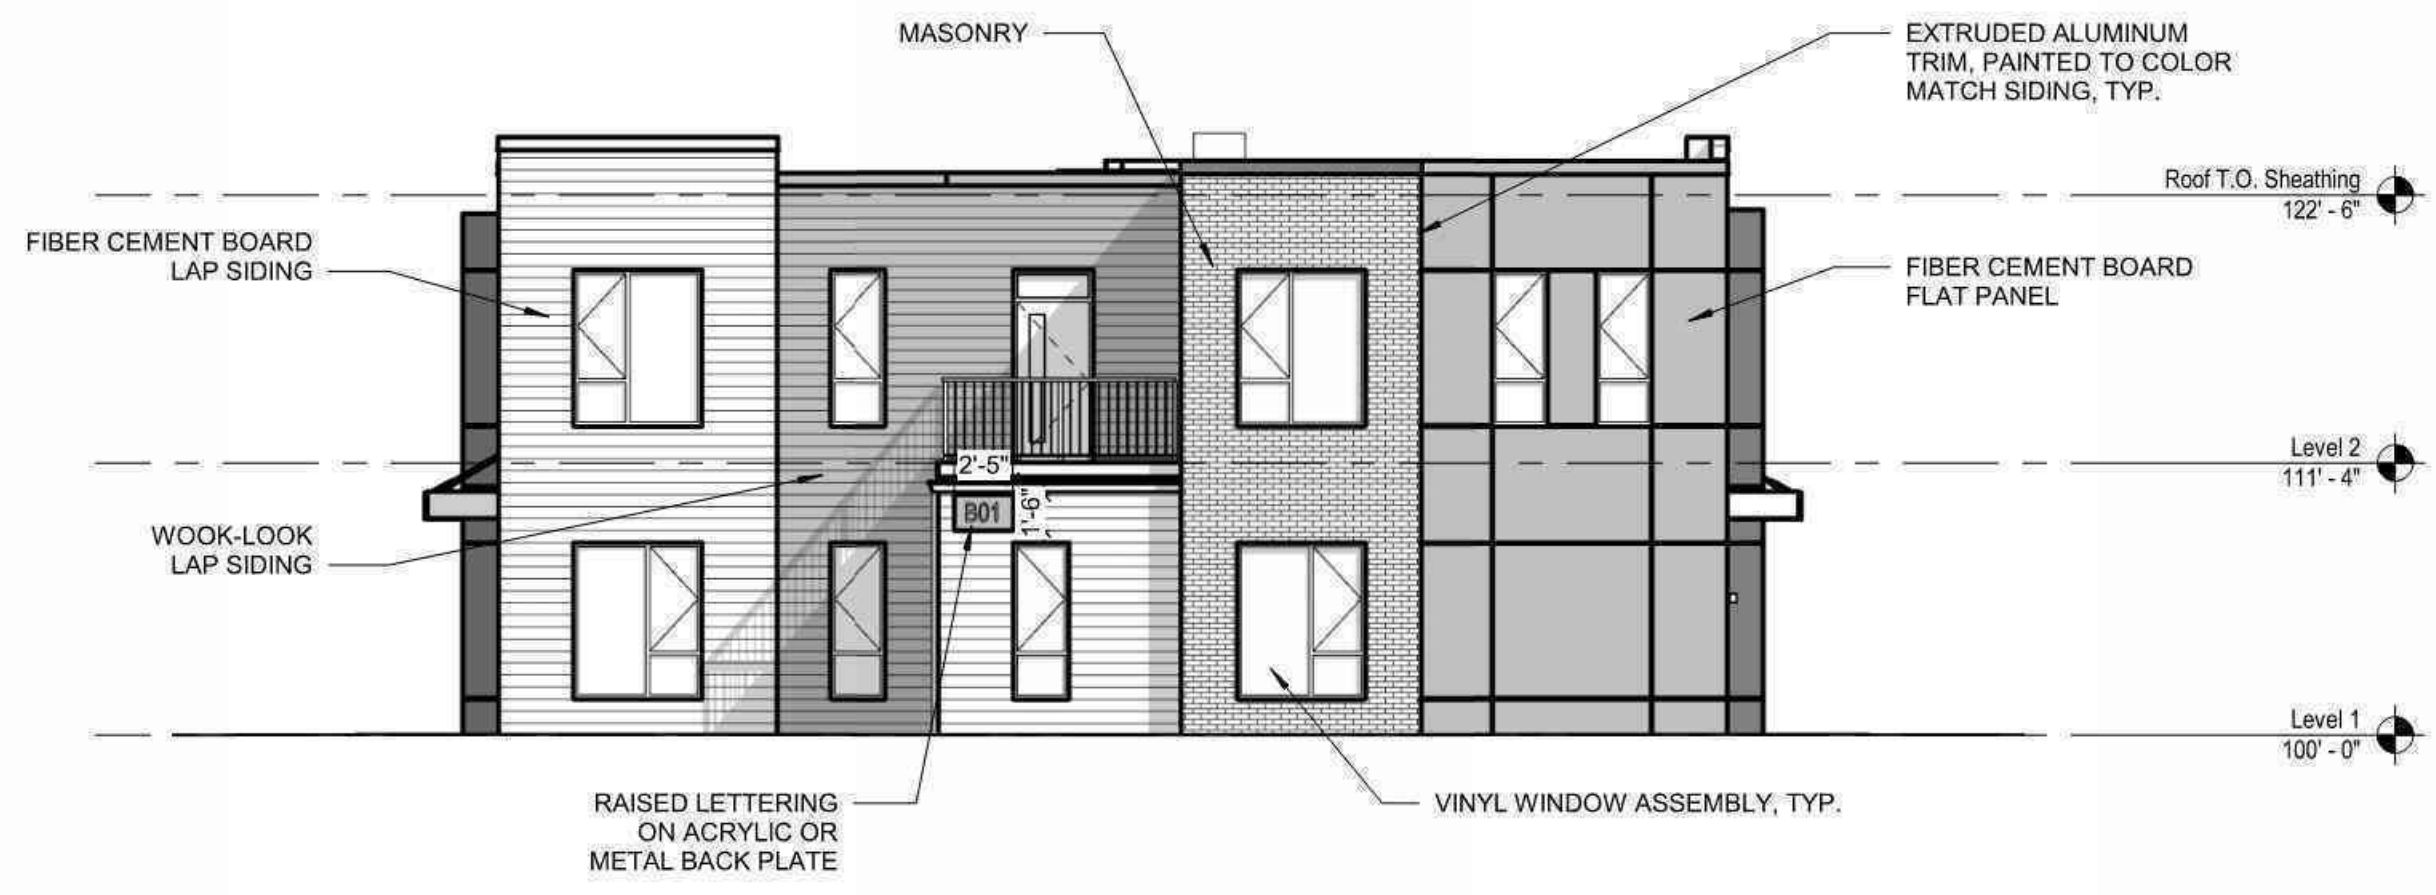 MASONRY
EXTRUDED ALUMINUM
TRIM, PAINTED TO COLOR
MATCH SIDING, TYP.
Roof T.O. Sheathing
122' - 6"
FIBER CEMENT BOARD
LAP SIDING
FIBER CEMENT BOARD
FLAT PANEL
Level 2
111' - 4"
2'-5"
1'-6"
B01
WOOK-LOOK
LAP SIDING
Level 1
100' - 0"
RAISED LETTERING
ON ACRYLIC OR
METAL BACK PLATE
VINYL WINDOW ASSEMBLY, TYP.